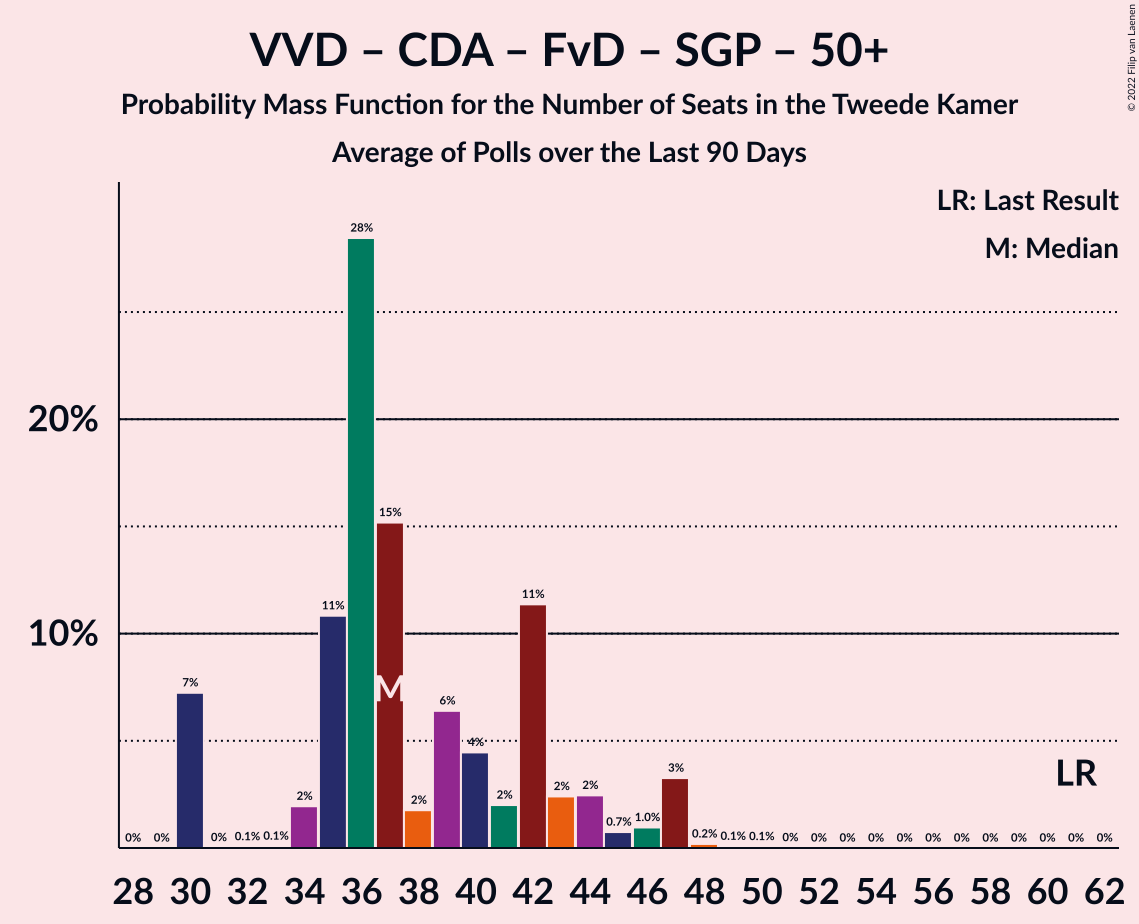 VVD – CDA – FvD – SGP – 50+
Probability Mass Function for the Number of Seats in the Tweede Kamer
Average of Polls over the Last 90 Days
© 2022 Filip van Laenen
LR: Last Result
M: Median
20%
10%
0% 0% 7% 0% 0.1% 0.1% 2% 11% 28% 15% 2% 6% 4% 2% 11% 2% 2% 0.7% 1.0% 3% 0.2% 0.1% 0.1% 0% 0% 0% 0% 0% 0% 0% 0% 0% 0% 0% 0%
M
LR
28 30 32 34 36 38 40 42 44 46 48 50 52 54 56 58 60 62